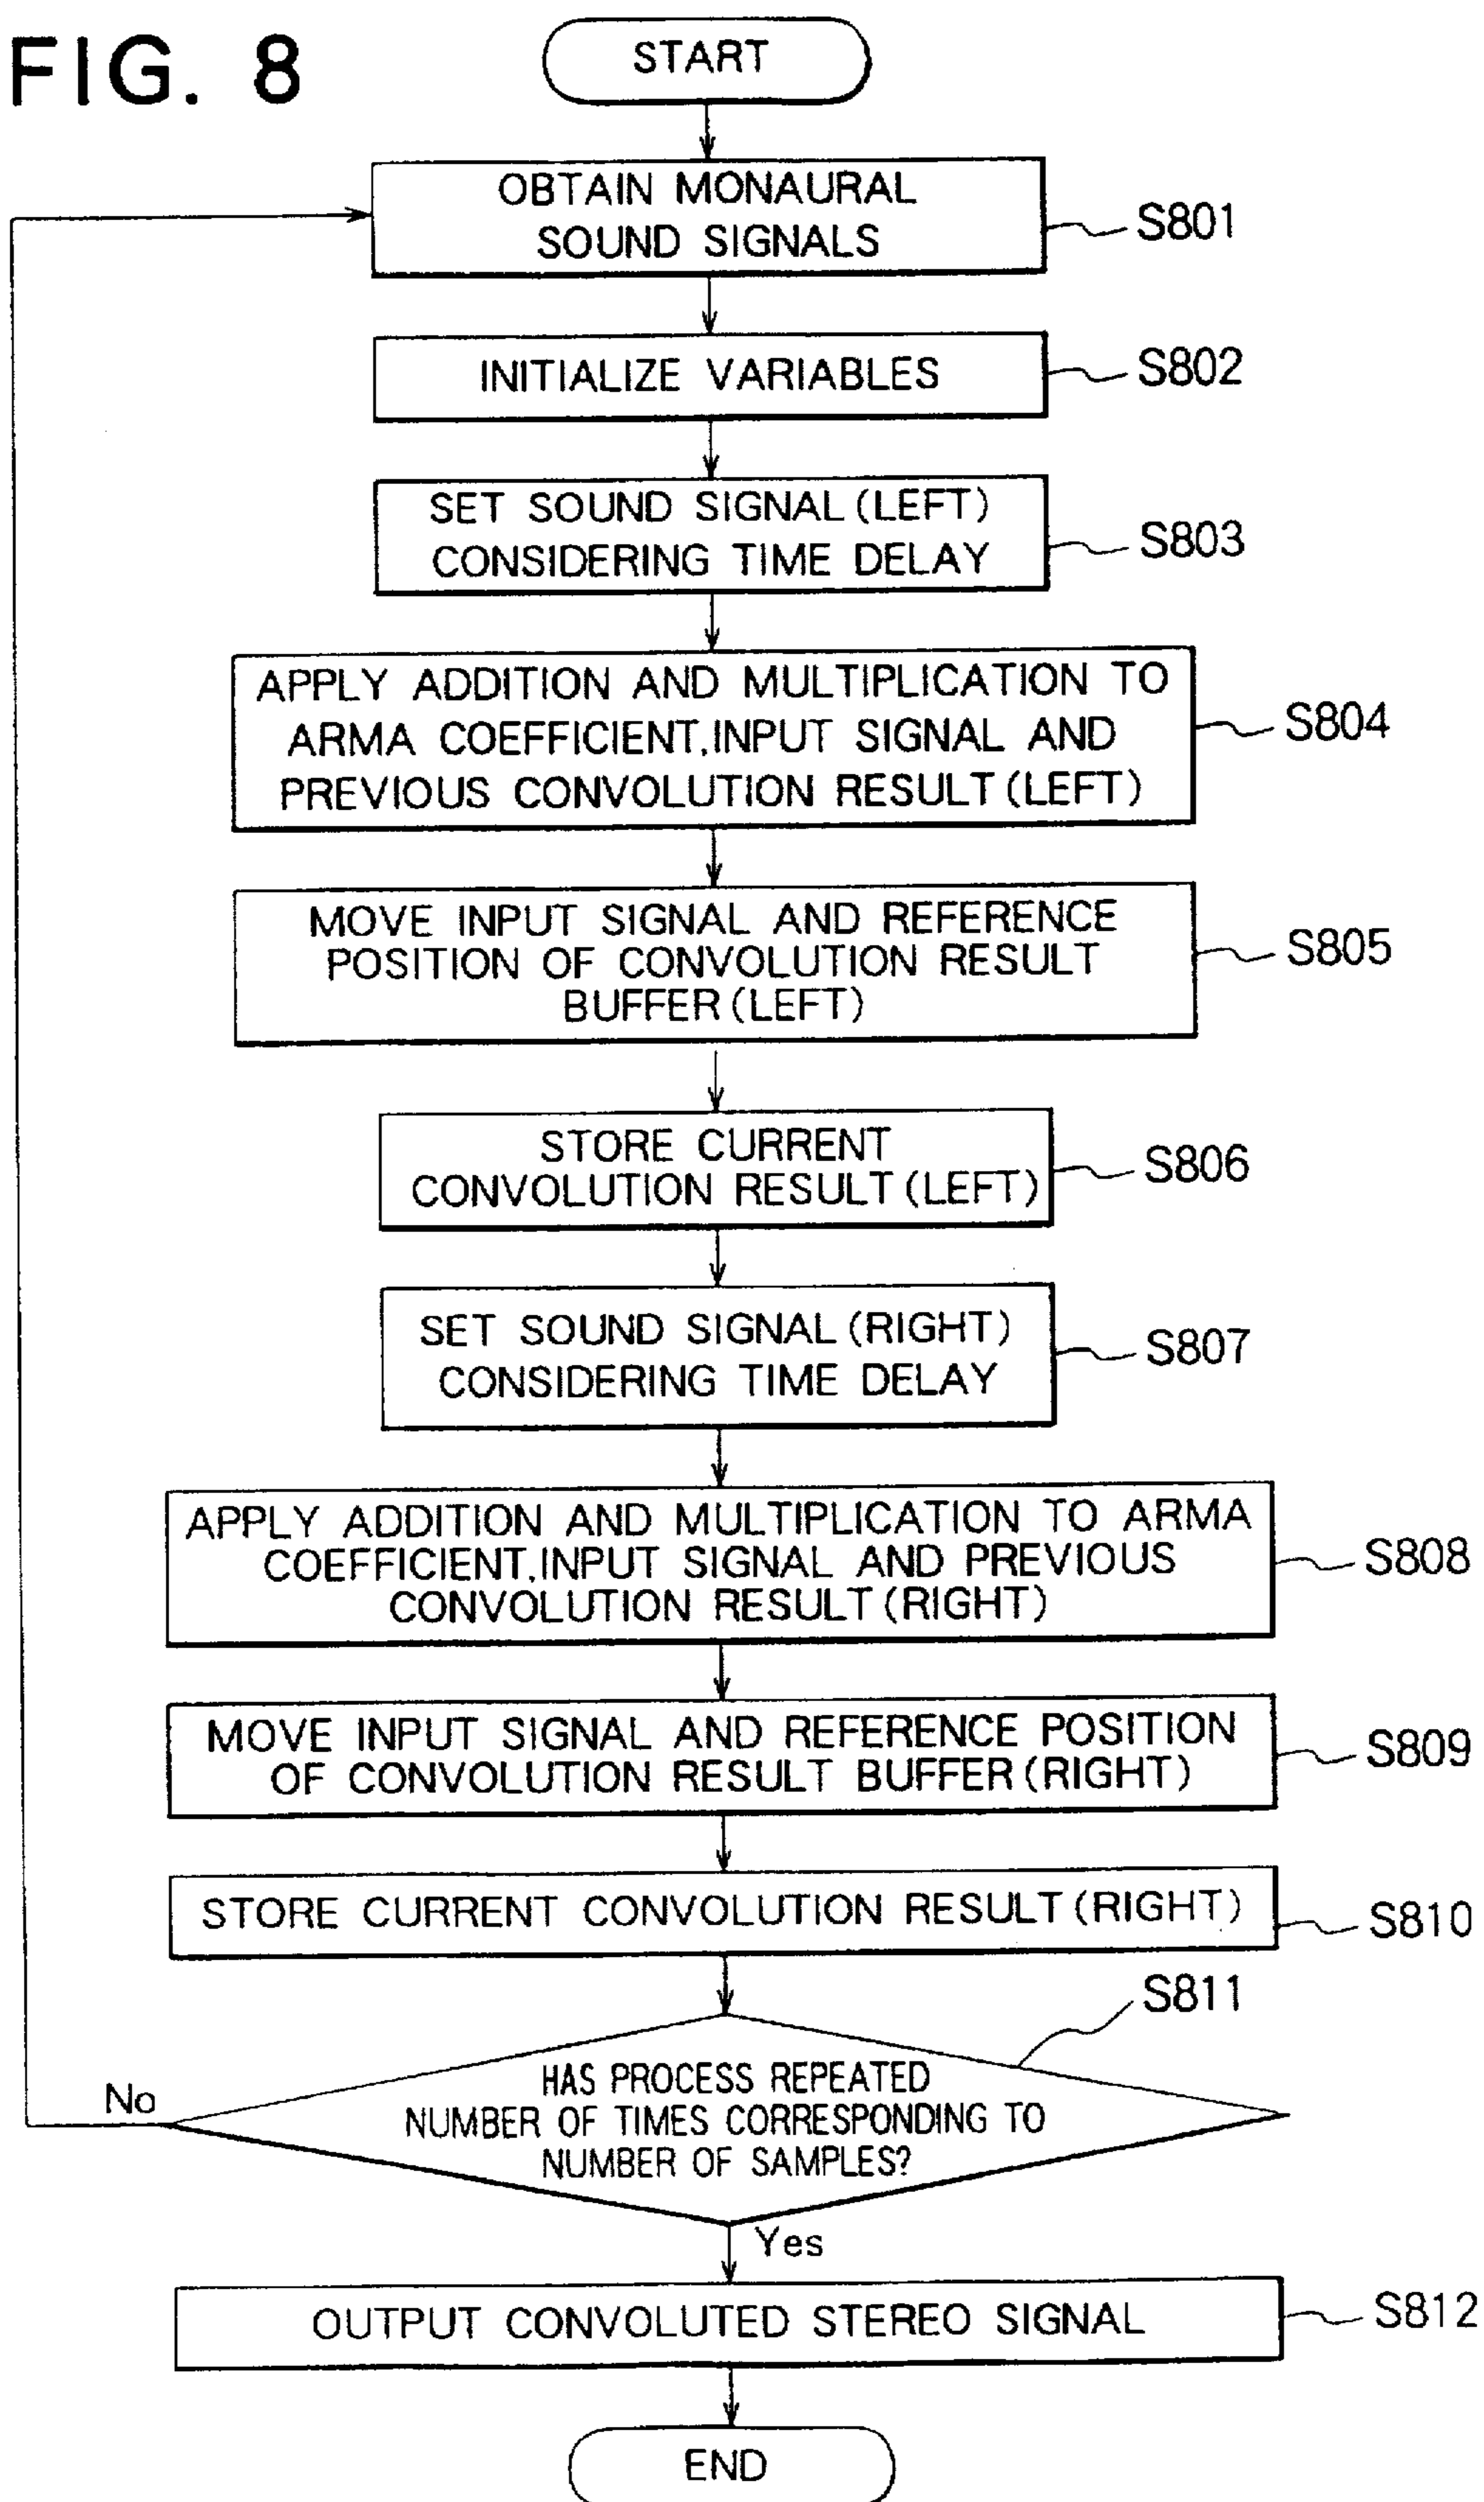 FIG. 8
START
OBTAIN MONAURAL
SOUND SIGNALS
S801
INITIALIZE VARIABLES
S802
SET SOUND SIGNAL (LEFT)
CONSIDERING TIME DELAY
S803
APPLY ADDITION AND MULTIPLICATION TO
ARMA COEFFICIENT, INPUT SIGNAL AND
PREVIOUS CONVOLUTION RESULT (LEFT)
S804
MOVE INPUT SIGNAL AND REFERENCE
POSITION OF CONVOLUTION RESULT
BUFFER (LEFT)
S805
STORE CURRENT
CONVOLUTION RESULT (LEFT)
S806
SET SOUND SIGNAL (RIGHT)
CONSIDERING TIME DELAY
S807
APPLY ADDITION AND MULTIPLICATION TO ARMA
COEFFICIENT, INPUT SIGNAL AND PREVIOUS
CONVOLUTION RESULT (RIGHT)
S808
MOVE INPUT SIGNAL AND REFERENCE POSITION
OF CONVOLUTION RESULT BUFFER (RIGHT)
S809
STORE CURRENT CONVOLUTION RESULT (RIGHT)
S810
S811
HAS PROCESS REPEATED
NUMBER OF TIMES CORRESPONDING TO
NUMBER OF SAMPLES?
No
Yes
OUTPUT CONVOLUTED STEREO SIGNAL
S812
END